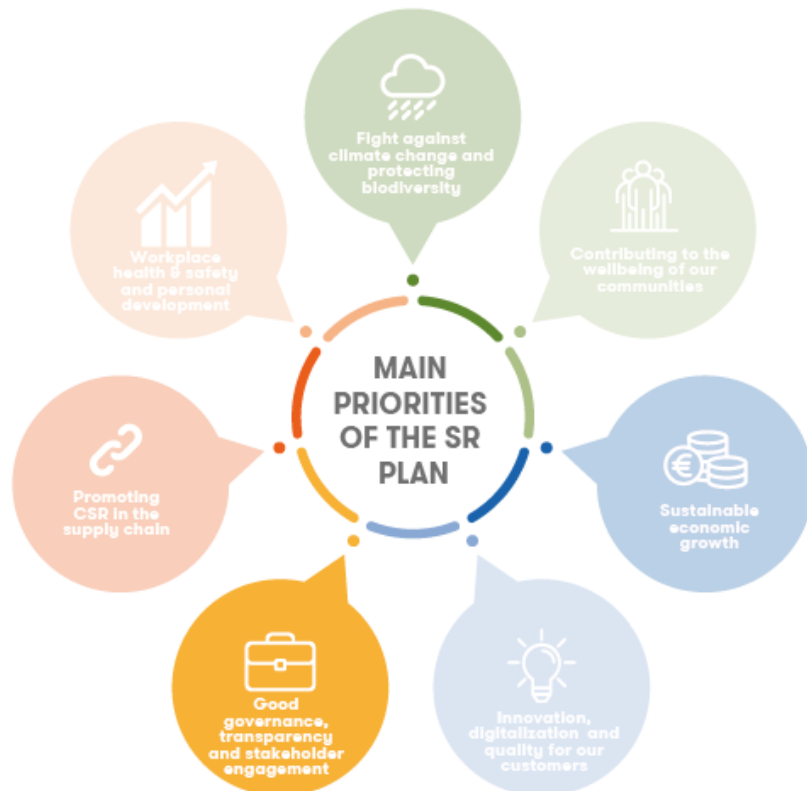 Fight against
climate change and
protecting
biodiversity
Contributing to the
wellbeing of our
communities
Workplace
health & safety
and personal
development
MAIN
PRIORITIES
OF THE SR
PLAN
Promoting
CSR in the
supply chain
€
Sustainable
economic
growth
Good
governance,
transparency
and stakeholder
engagement
Innovation,
digitalization and
quality for our
customers